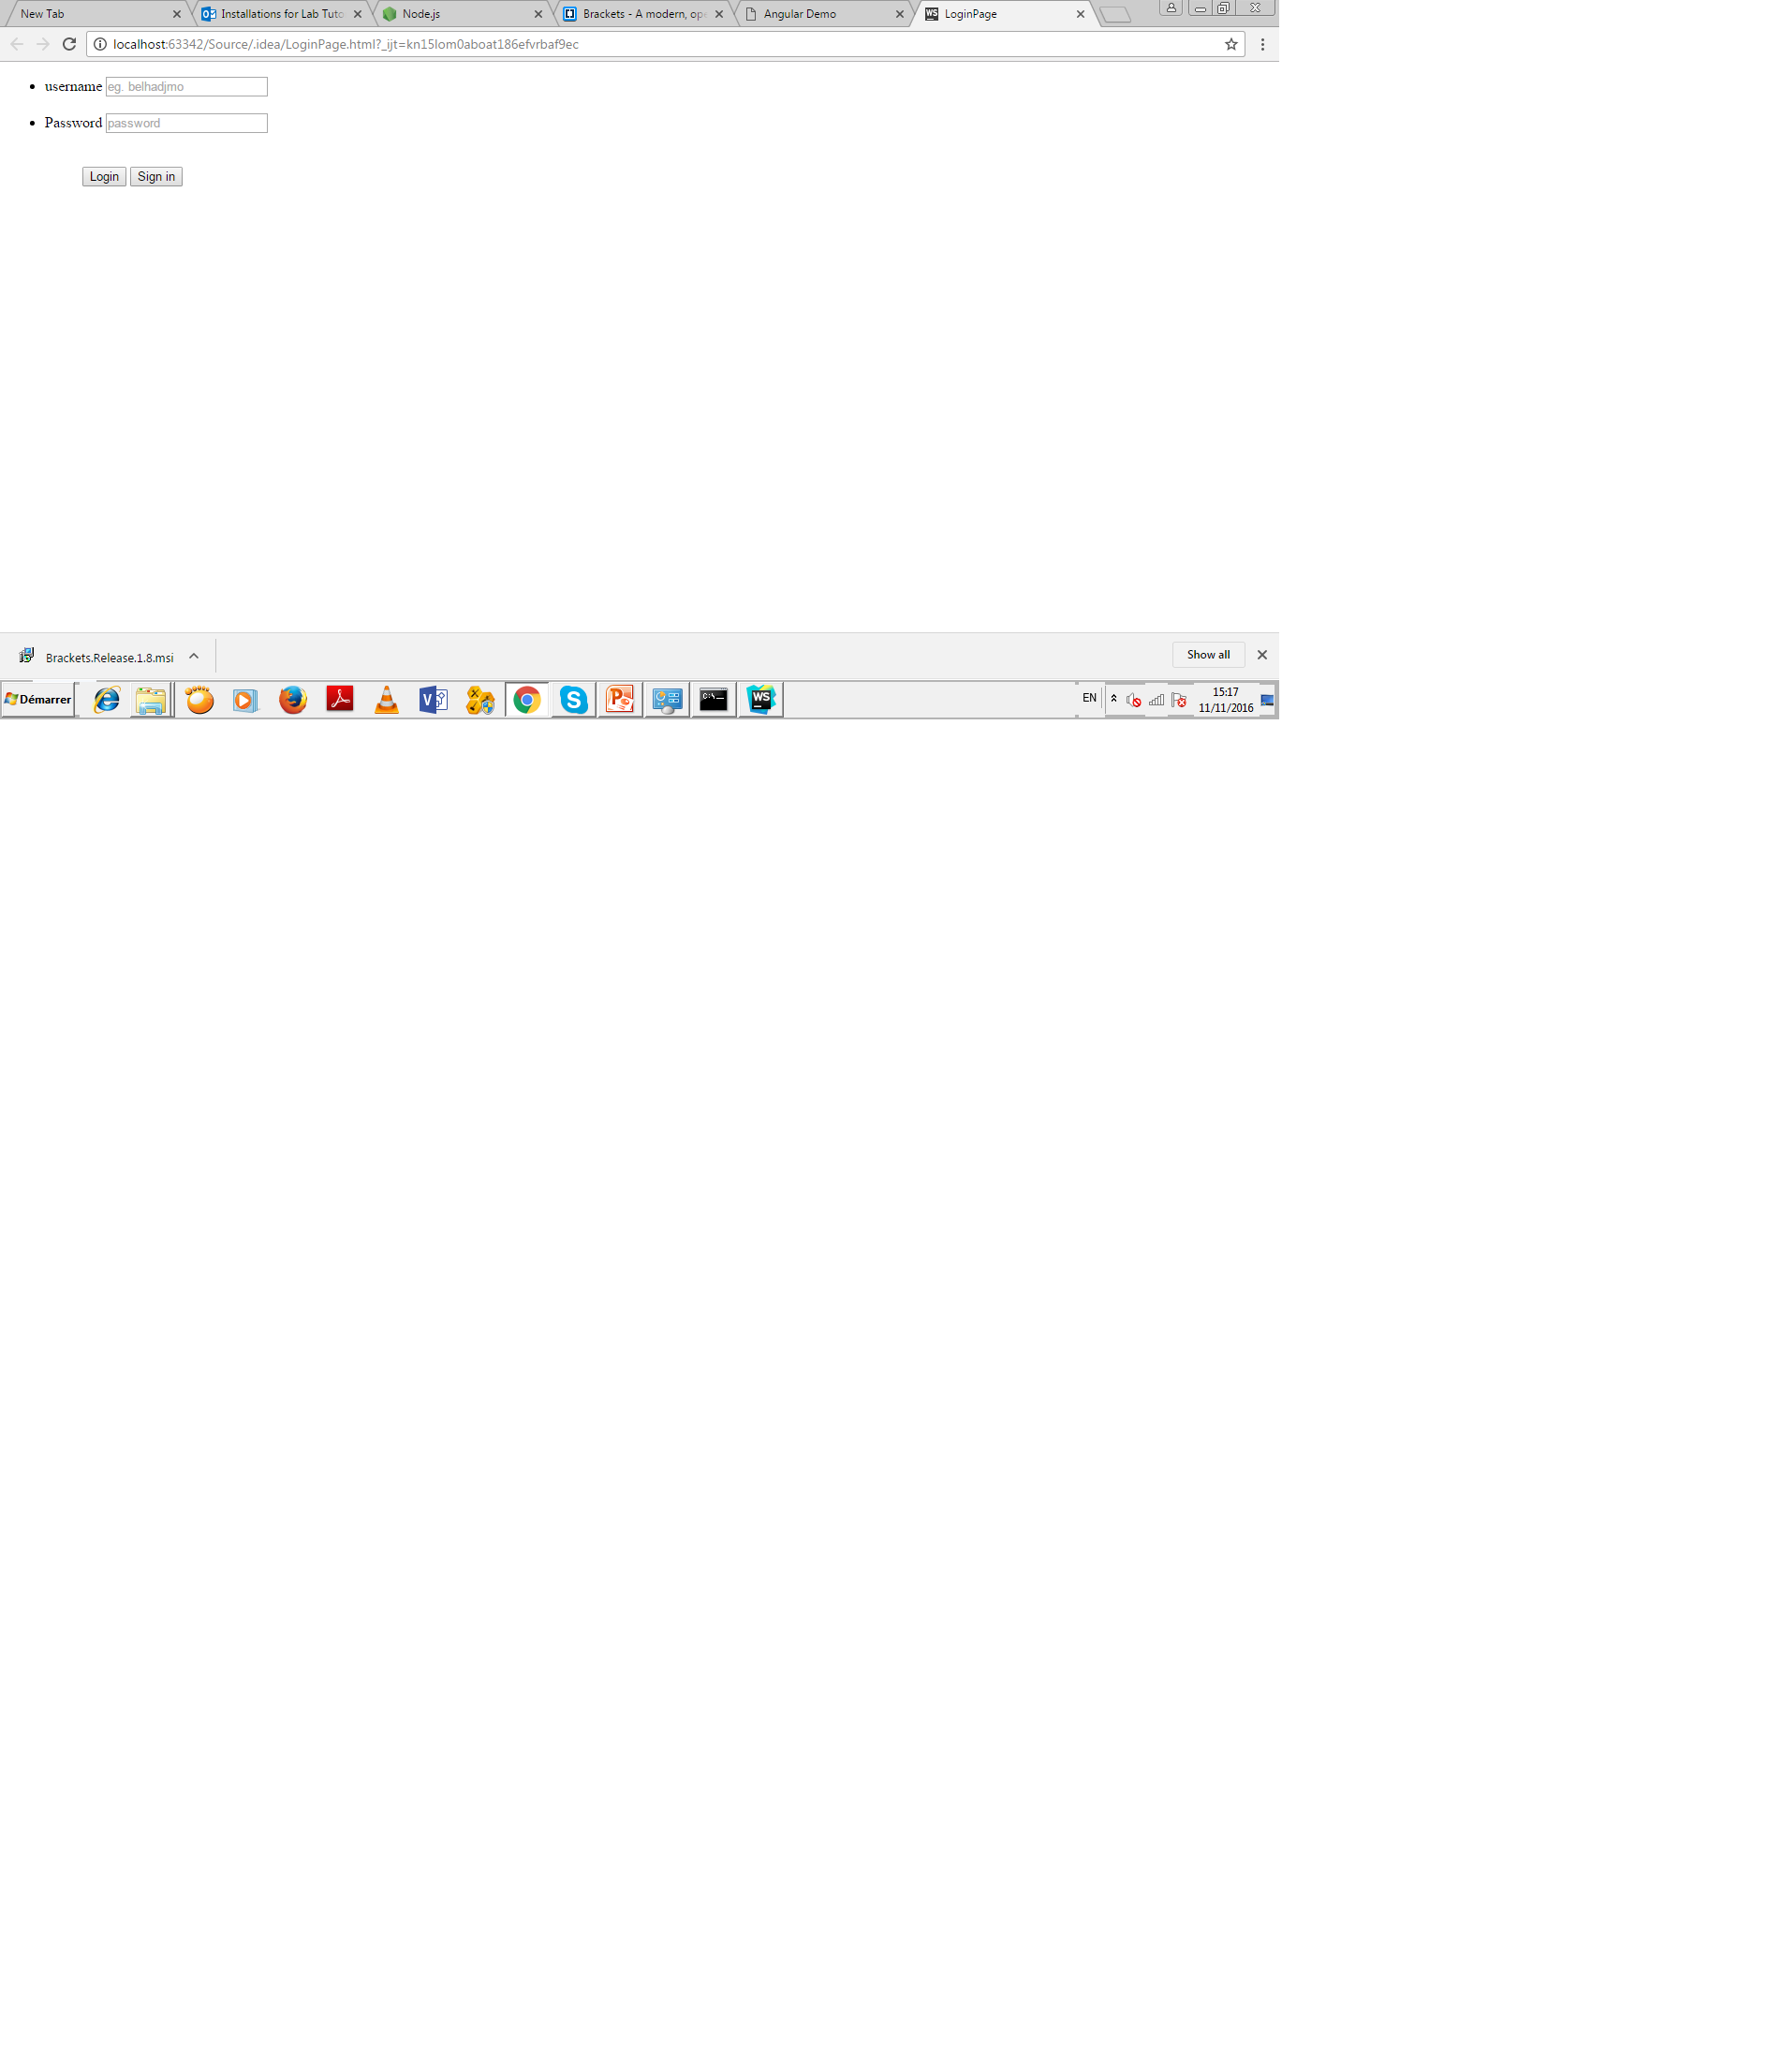 New Tab
Installations for Lab Tuto
Node.js
Brackets - A modern, ope
Angular Demo
WS LoginPage
localhost:63342/Source/.idea/LoginPage.html?_ijt=kn15lom0aboat186efvrbaf9ec
username eg. belhadjmo
Password password
Login Sign in
Brackets.Release.1.8.msi
Show all
Démarrer
C:\_
WS
EN
15:17
11/11/2016